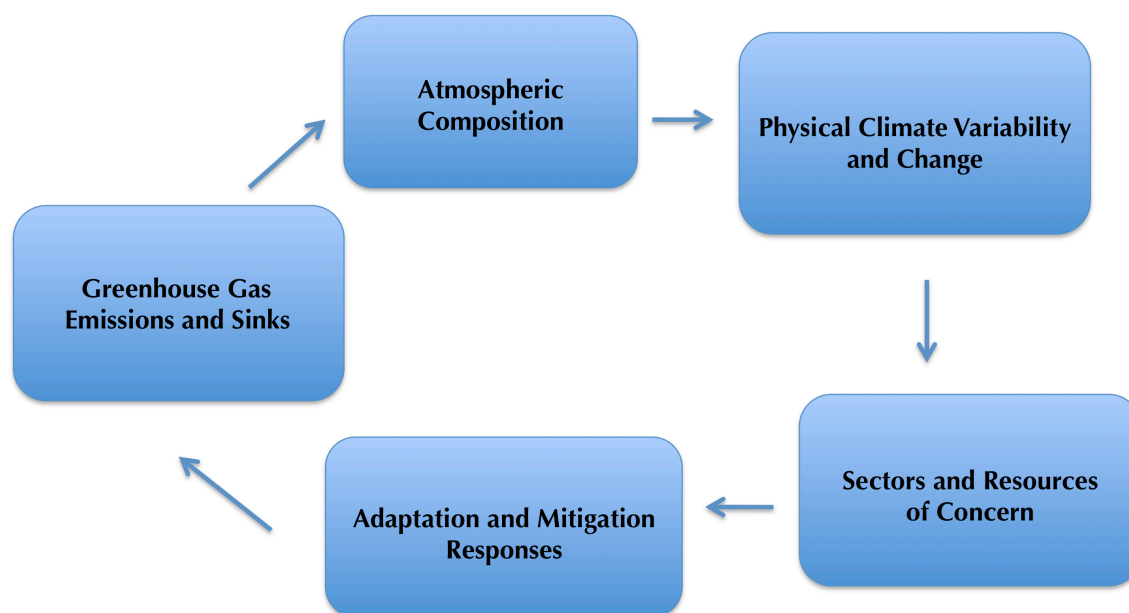 Atmospheric
Composition
Physical Climate Variability
and Change
Greenhouse Gas
Emissions and Sinks
Sectors and Resources
of Concern
Adaptation and Mitigation
Responses